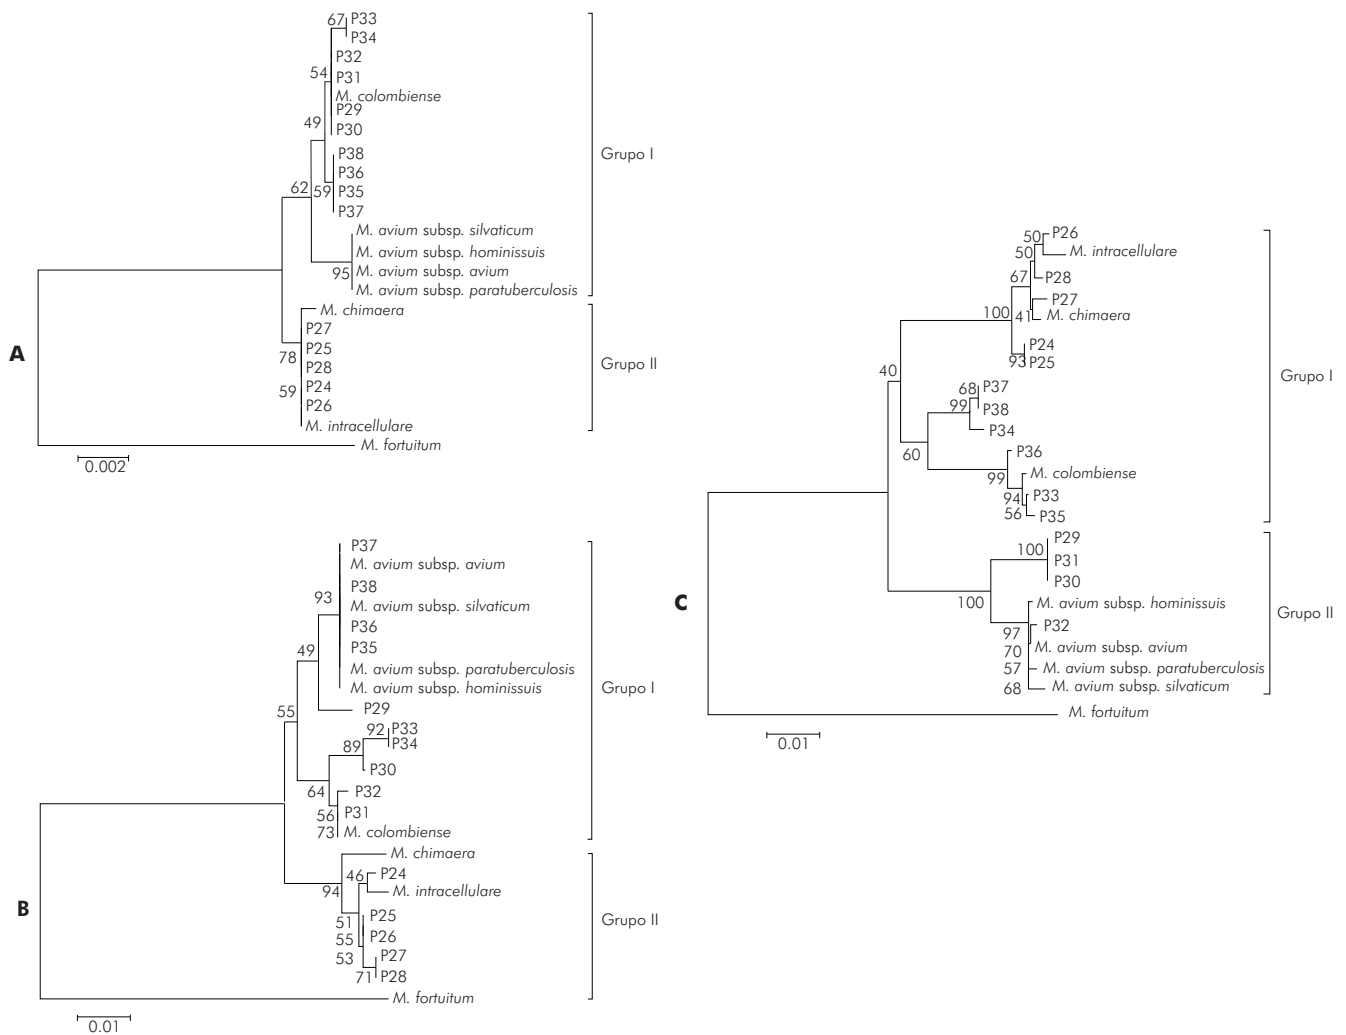 67
P33
P34
P32
54
P31
M. colombiense
P29
49
P30
P38
Grupo I
P36
62
59
P35
P37
M. avium subsp. silvaticum
M. avium subsp. hominissuis
95
M. avium subsp. avium
M. avium subsp. paratuberculosis
M. chimaera
P27
A
P25
78
P28
Grupo II
59
P24
P26
M. intracellulare
M. fortuitum
0.002
P37
M. avium subsp. avium
P38
93
M. avium subsp. silvaticum
P36
P35
49
M. avium subsp. paratuberculosis
M. avium subsp. hominissuis
Grupo I
55
P29
92
P33
P34
89
P30
64
P32
56
P31
73
M. colombiense
M. chimaera
46
P24
94
M. intracellulare
B
51
P25
Grupo II
55
P26
53
P27
71
P28
M. fortuitum
0.01
50
P26
50
M. intracellulare
67
P28
P27
100
41
M. chimaera
P24
93
P25
40
Grupo I
68
P37
99
P38
P34
60
P36
99
M. colombiense
94
P33
56
P35
P29
100
P31
P30
C
100
M. avium subsp. hominissuis
Grupo II
97
P32
70
M. avium subsp. avium
57
M. avium subsp. paratuberculosis
68
M. avium subsp. silvaticum
M. fortuitum
0.01